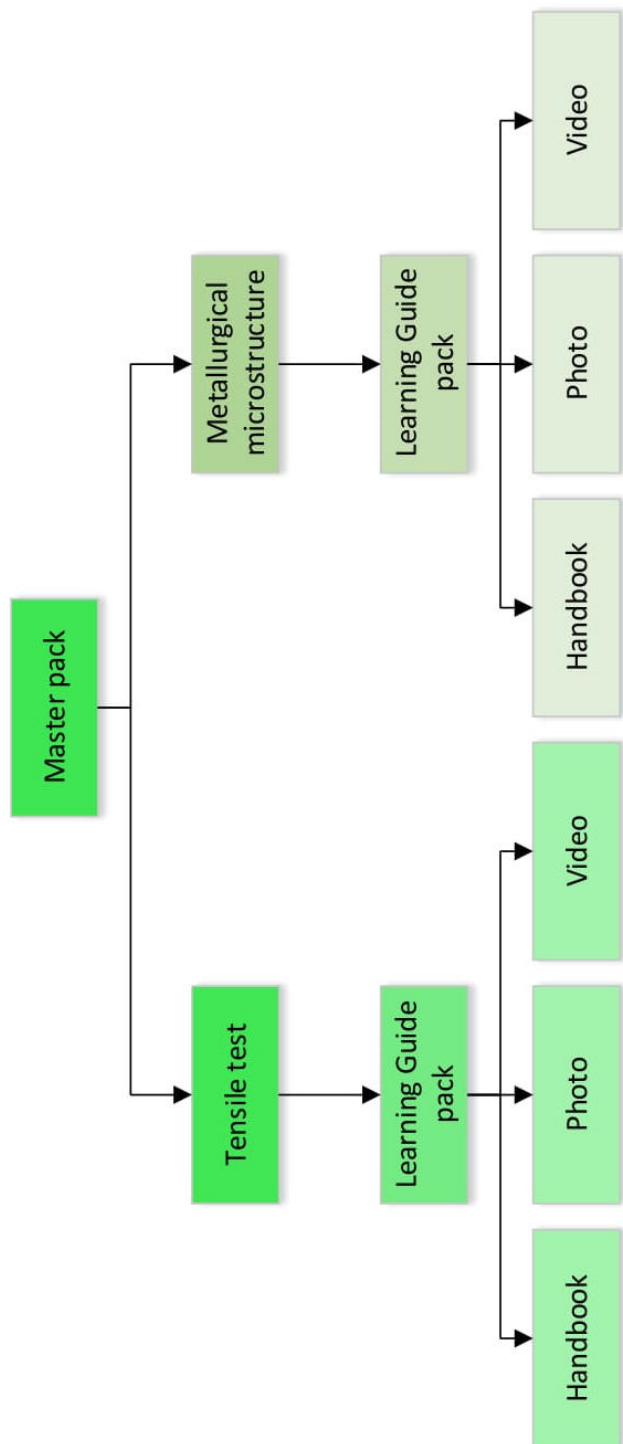 Master pack
Tensile test
Metallurgical
microstructure
Learning Guide
pack
Learning Guide
pack
Handbook
Photo
Video
Handbook
Photo
Video